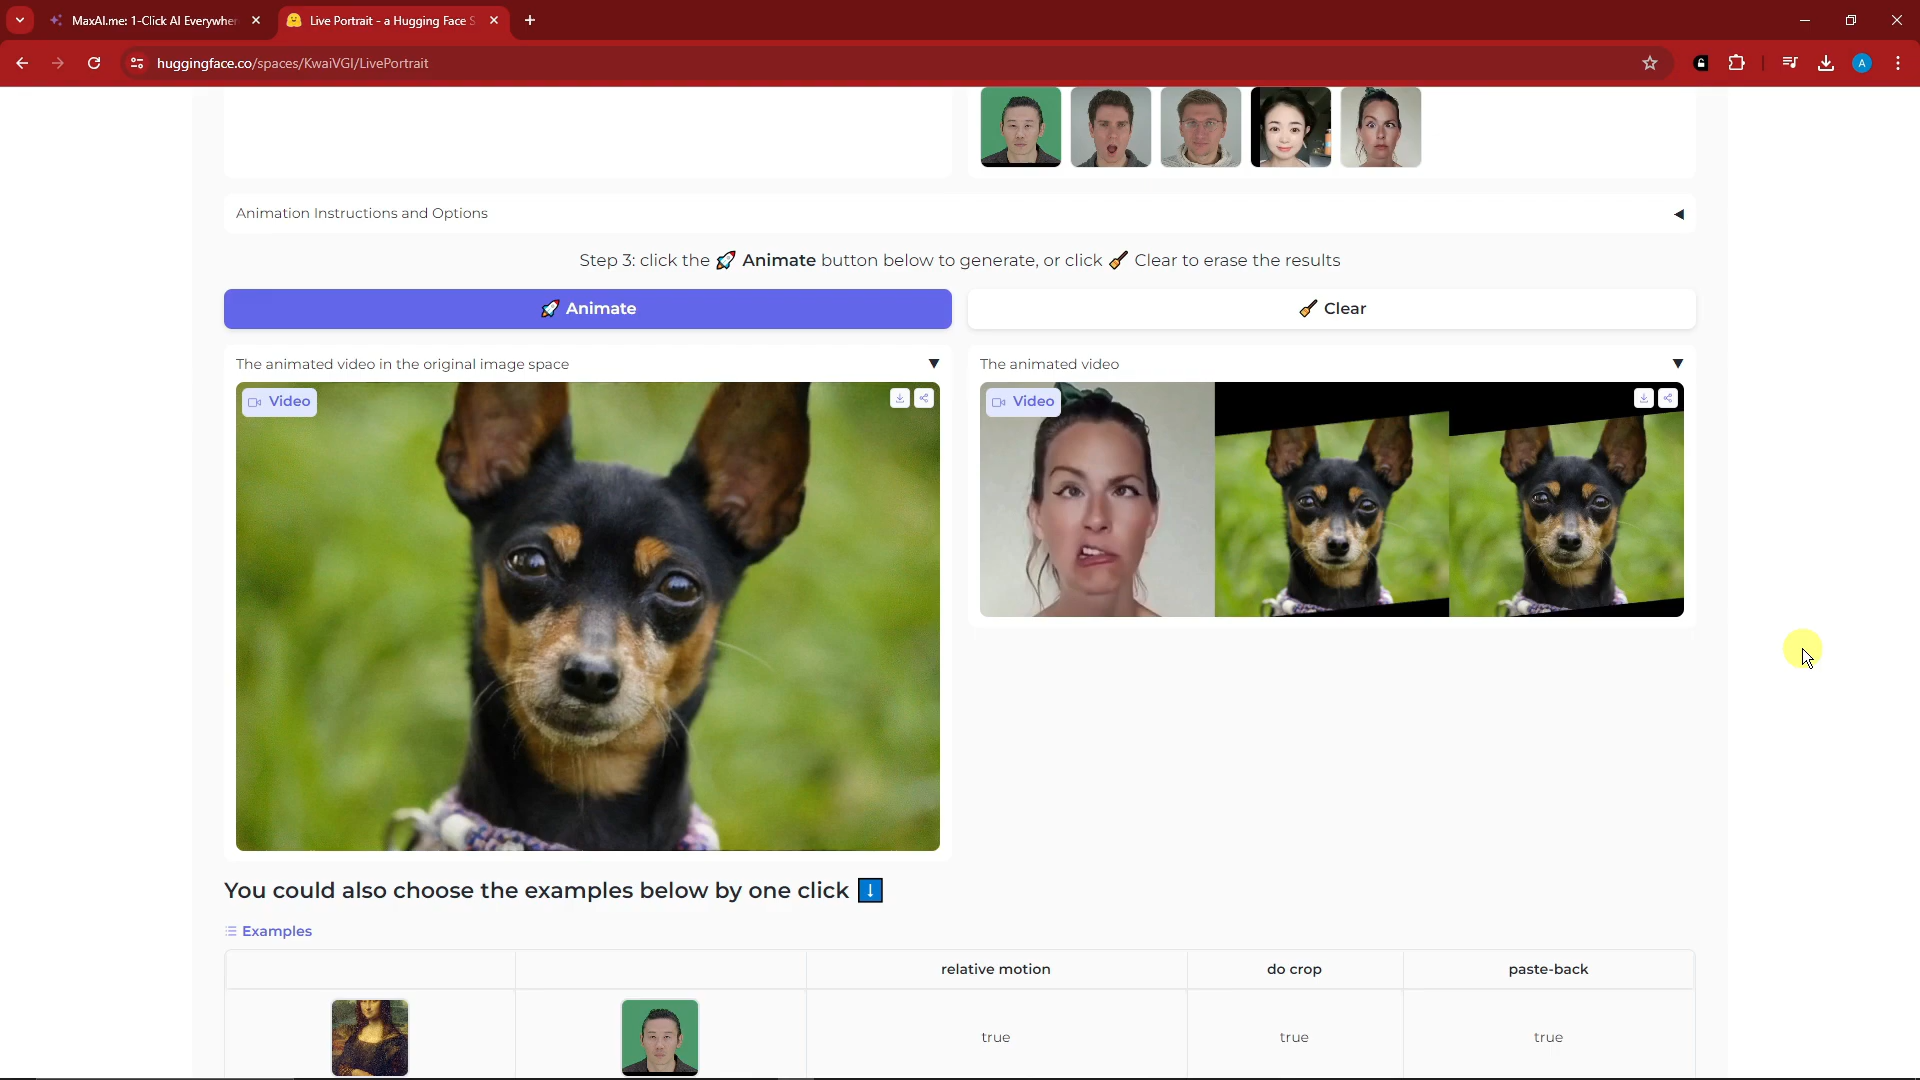 MaxAI.me: 1-Click AI Everywher
Live Portrait - a Hugging Face S
huggingface.co/spaces/KwaiVGI/LivePortrait
A
Animation Instructions and Options
Step 3: click the 🚀 Animate button below to generate, or click 🧹 Clear to erase the results
🚀 Animate
🧹 Clear
The animated video in the original image space
The animated video
Video
Video
You could also choose the examples below by one click ⬇️
Examples
relative motion do crop paste-back
true true true